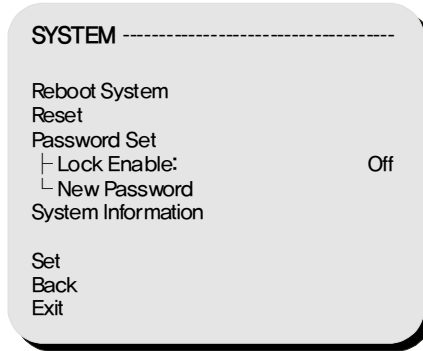 SYSTEM ------------------------------------
Reboot System
Reset
Password Set
├ Lock Enable: Off
└ New Password
System Information
Set
Back
Exit